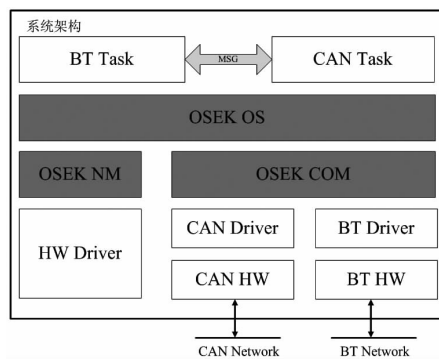 系统架构
BT Task
MSG
CAN Task
OSEK OS
OSEK NM
OSEK COM
HW Driver
CAN Driver
BT Driver
CAN HW
BT HW
CAN Network
BT Network